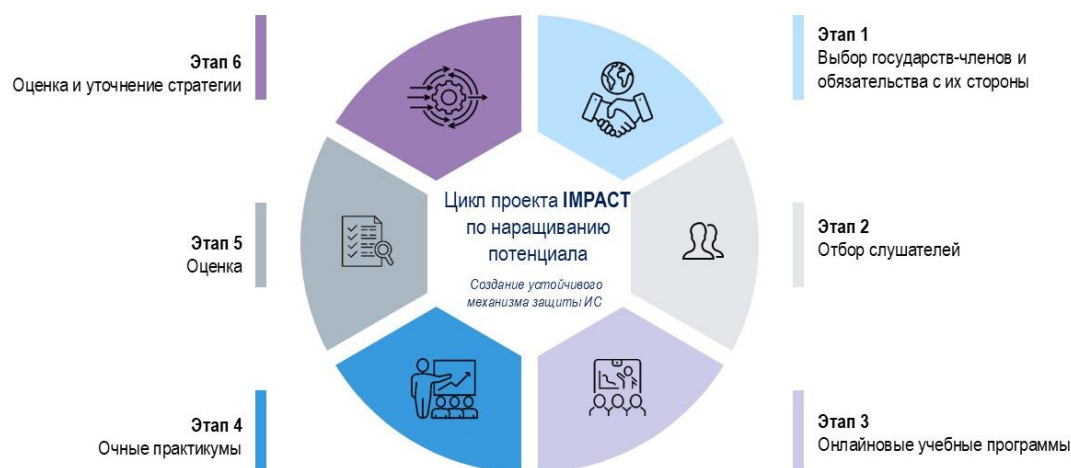 Этап 6
Оценка и уточнение стратегии
Этап 1
Выбор государств-членов и
обязательства с их стороны
Цикл проекта IMPACT
по наращиванию
потенциала
Создание устойчивого
механизма защиты ИС
Этап 5
Оценка
Этап 2
Отбор слушателей
Этап 4
Очные практикумы
Этап 3
Онлайновые учебные программы